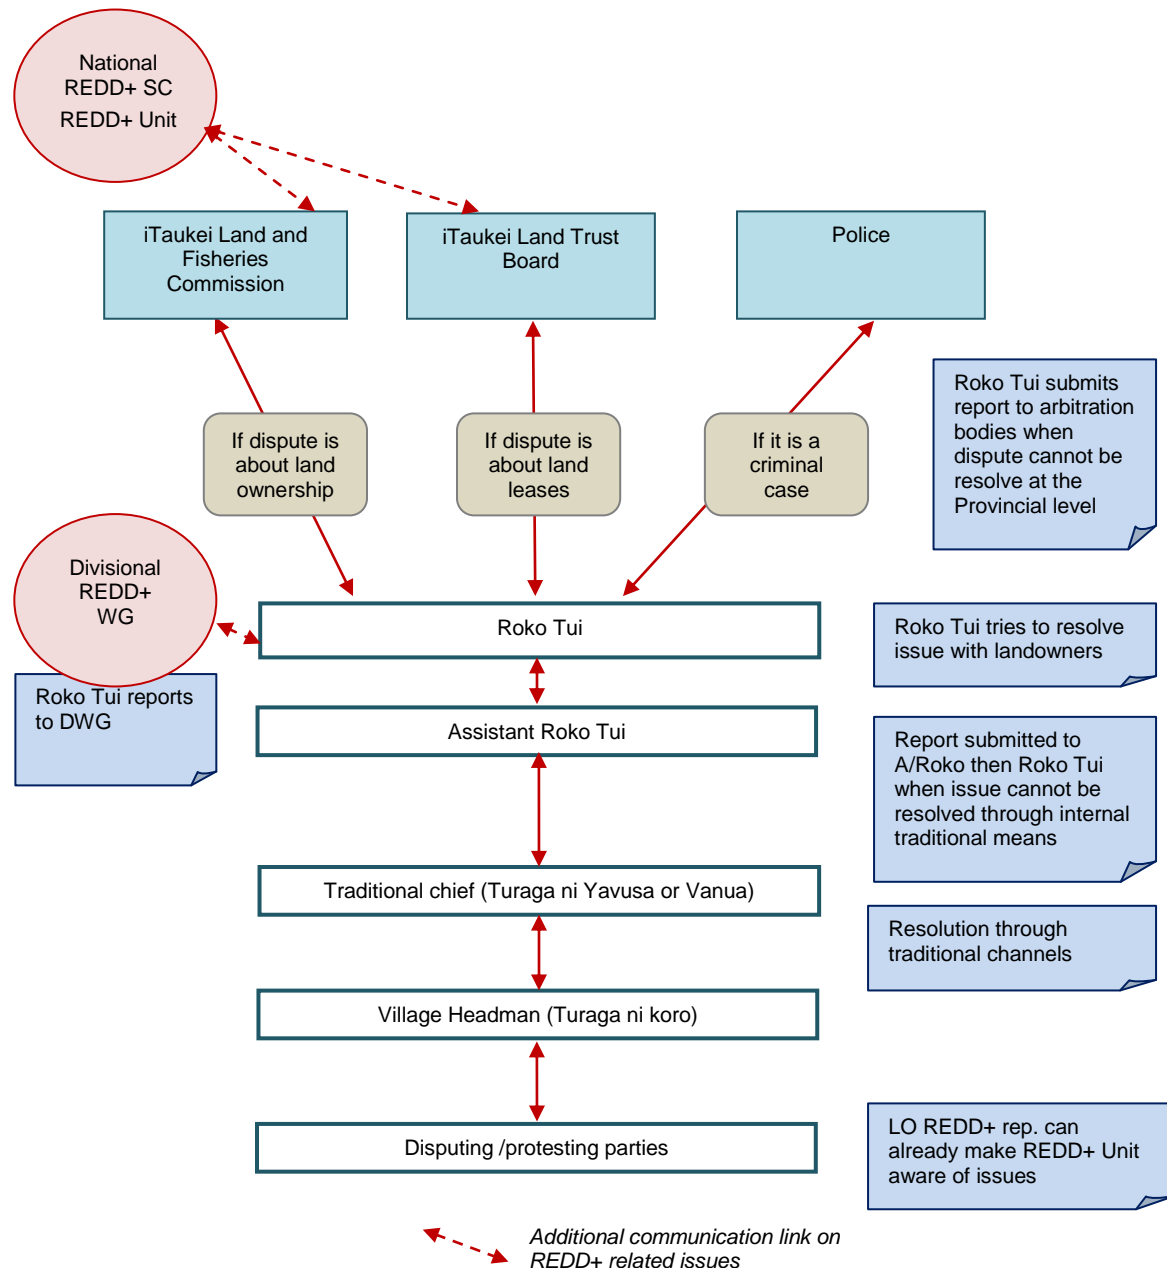 National
REDD+ SC
REDD+ Unit
iTaukei Land and
Fisheries
Commission
iTaukei Land Trust
Board
Police
If dispute is
about land
ownership
If dispute is
about land
leases
If it is a
criminal
case
Roko Tui submits
report to arbitration
bodies when
dispute cannot be
resolve at the
Provincial level
Divisional
REDD+
WG
Roko Tui reports
to DWG
Roko Tui
Roko Tui tries to resolve
issue with landowners
Assistant Roko Tui
Report submitted to
A/Roko then Roko Tui
when issue cannot be
resolved through internal
traditional means
Traditional chief (Turaga ni Yavusa or Vanua)
Resolution through
traditional channels
Village Headman (Turaga ni koro)
Disputing /protesting parties
LO REDD+ rep. can
already make REDD+ Unit
aware of issues
Additional communication link on
REDD+ related issues